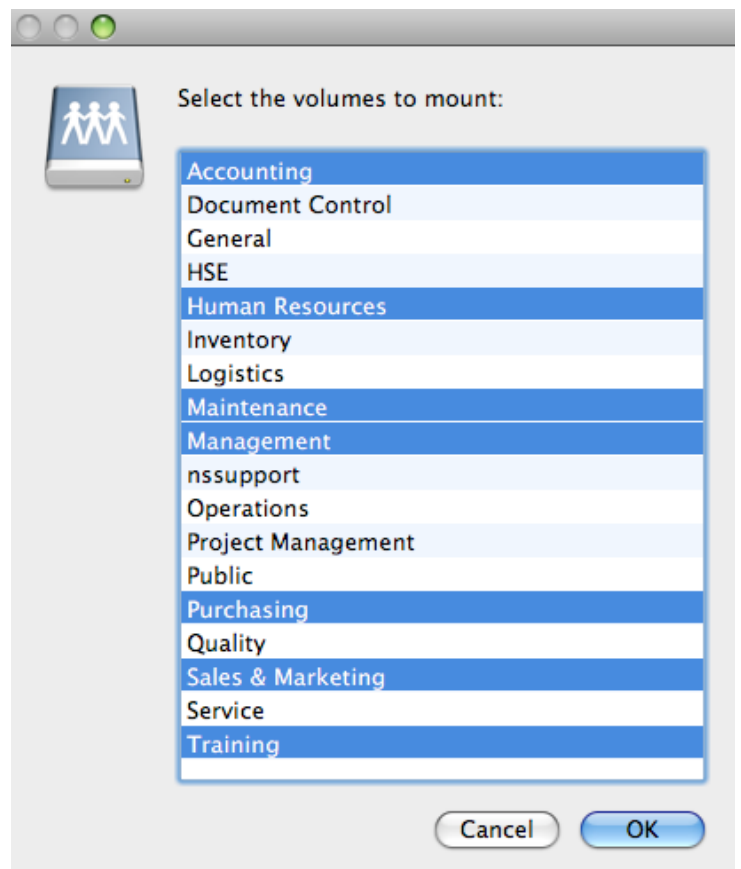 Select the volumes to mount:
Accounting
Document Control
General
HSE
Human Resources
Inventory
Logistics
Maintenance
Management
nssupport
Operations
Project Management
Public
Purchasing
Quality
Sales & Marketing
Service
Training
Cancel
OK